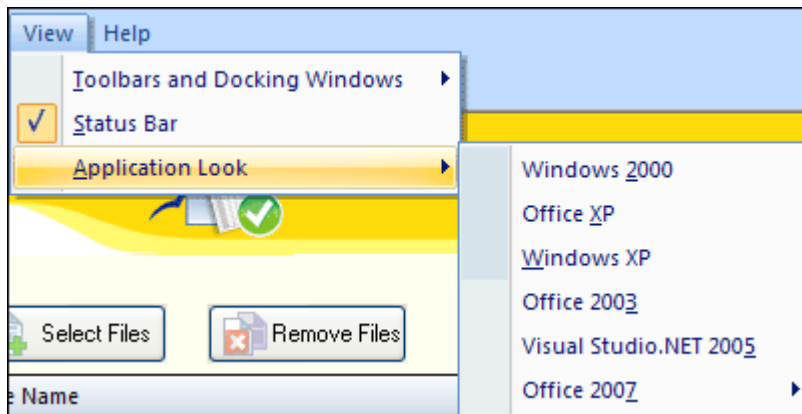 View Help
Toolbars and Docking Windows
Status Bar
Application Look
Windows 2000
Office XP
Windows XP
Office 2003
Visual Studio.NET 2005
Office 2007
Select Files
Remove Files
Name